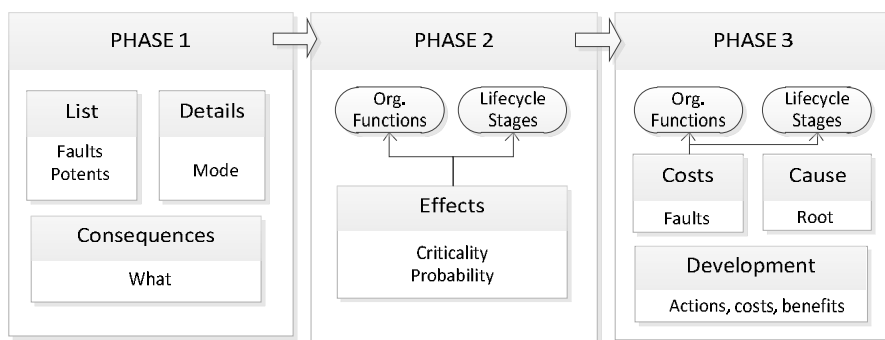 PHASE 1
List
Faults
Potents
Details
Mode
Consequences
What
PHASE 2
Org.
Functions
Lifecycle
Stages
Effects
Criticality
Probability
PHASE 3
Org.
Functions
Lifecycle
Stages
Costs
Faults
Cause
Root
Development
Actions, costs, benefits